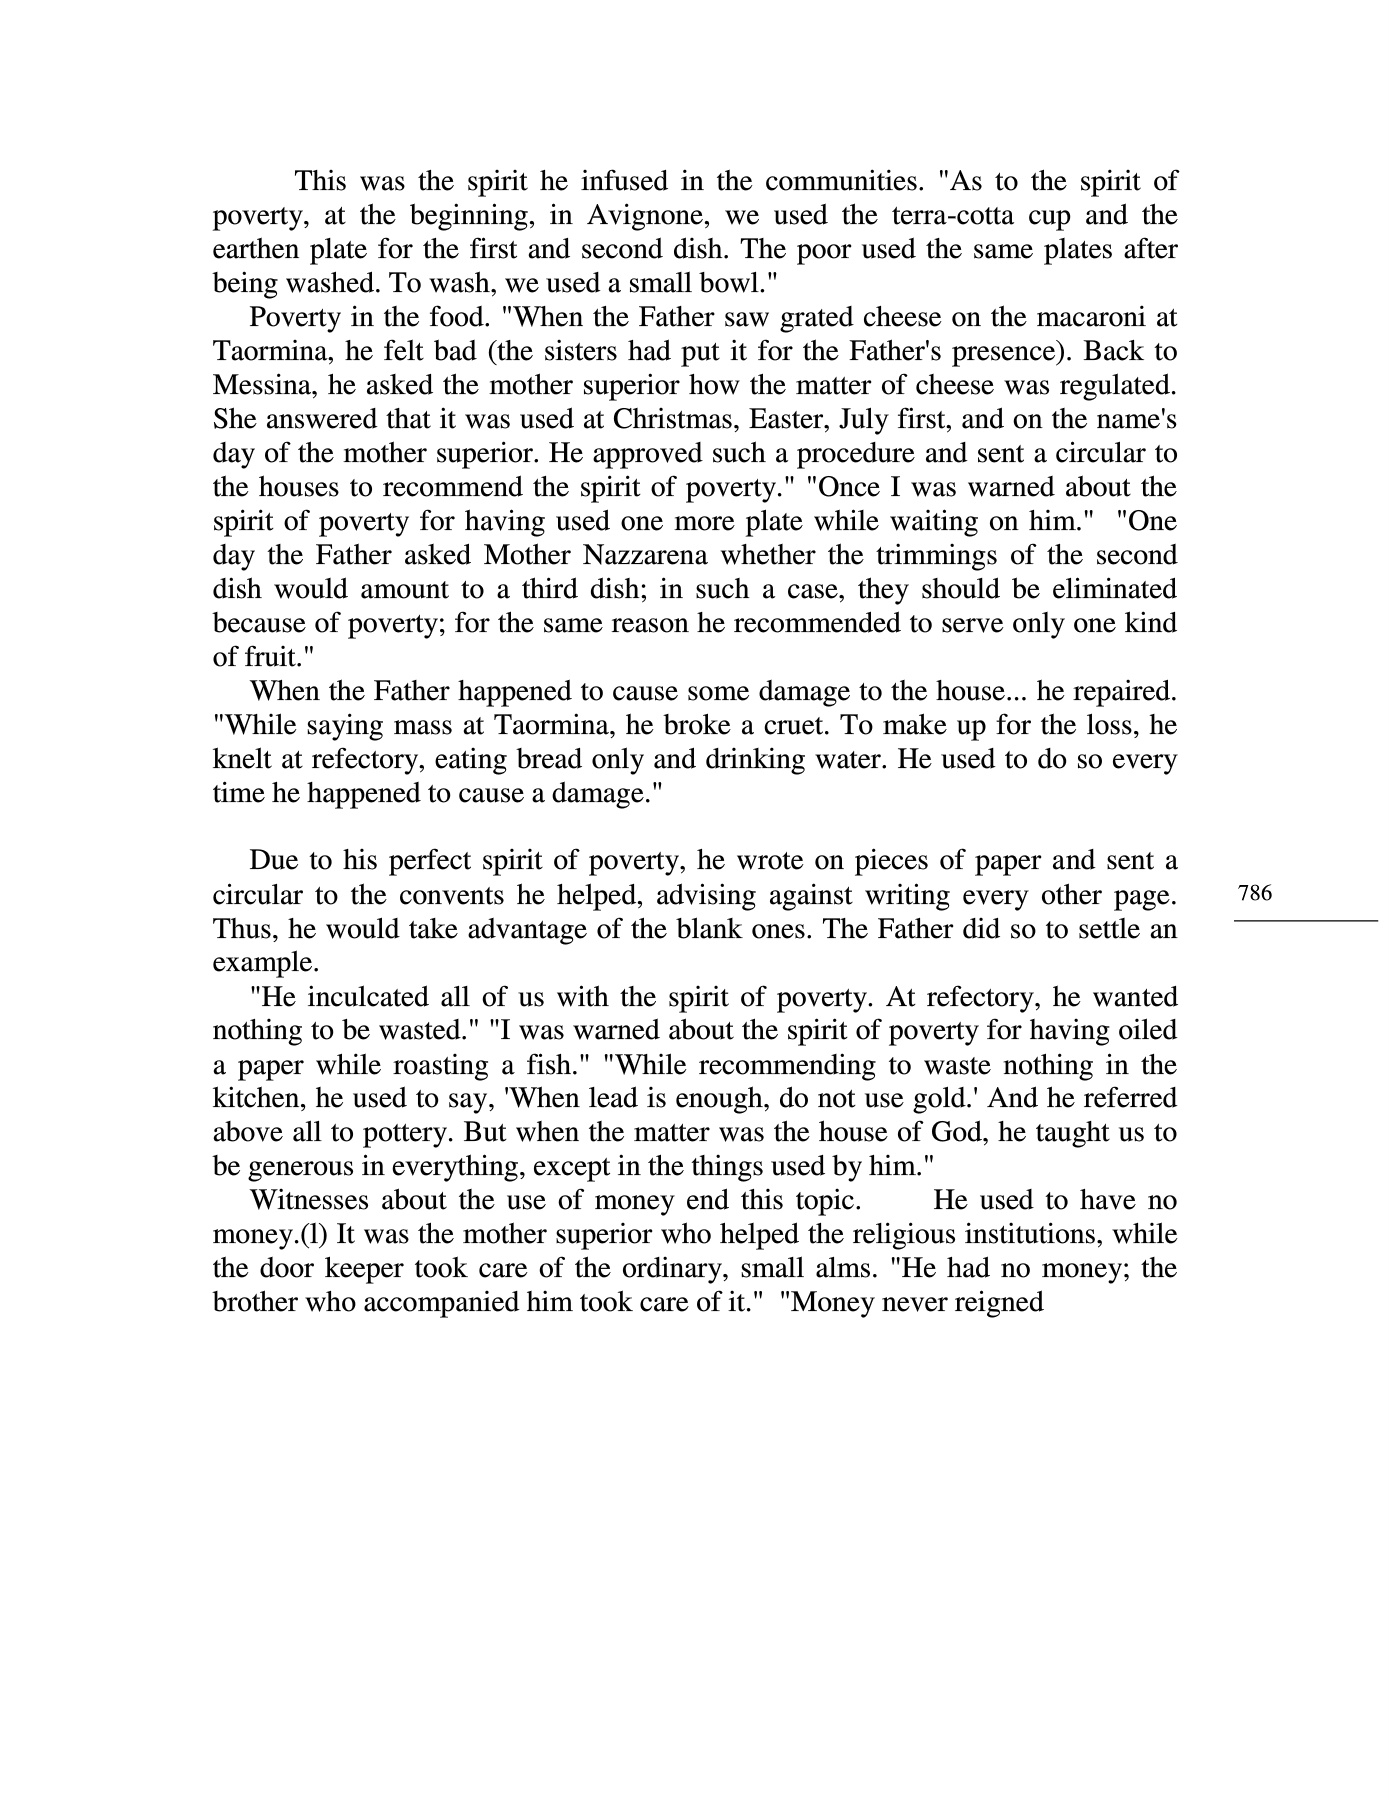 This was the spirit he infused in the communities. "As to the spirit of
poverty, at the beginning, in Avignone, we used the terra-cotta cup and the
earthen plate for the first and second dish. The poor used the same plates after
being washed. To wash, we used a small bowl."
Poverty in the food. "When the Father saw grated cheese on the macaroni at
Taormina, he felt bad (the sisters had put it for the Father's presence). Back to
Messina, he asked the mother superior how the matter of cheese was regulated.
She answered that it was used at Christmas, Easter, July first, and on the name's
day of the mother superior. He approved such a procedure and sent a circular to
the houses to recommend the spirit of poverty." "Once I was warned about the
spirit of poverty for having used one more plate while waiting on him." "One
day the Father asked Mother Nazzarena whether the trimmings of the second
dish would amount to a third dish; in such a case, they should be eliminated
because of poverty; for the same reason he recommended to serve only one kind
of fruit."
When the Father happened to cause some damage to the house... he repaired.
"While saying mass at Taormina, he broke a cruet. To make up for the loss, he
knelt at refectory, eating bread only and drinking water. He used to do so every
time he happened to cause a damage."
Due to his perfect spirit of poverty, he wrote on pieces of paper and sent a
circular to the convents he helped, advising against writing every other page.
Thus, he would take advantage of the blank ones. The Father did so to settle an
example.
"He inculcated all of us with the spirit of poverty. At refectory, he wanted
nothing to be wasted." "I was warned about the spirit of poverty for having oiled
a paper while roasting a fish." "While recommending to waste nothing in the
kitchen, he used to say, 'When lead is enough, do not use gold.' And he referred
above all to pottery. But when the matter was the house of God, he taught us to
be generous in everything, except in the things used by him."
Witnesses about the use of money end this topic. He used to have no
money.(l) It was the mother superior who helped the religious institutions, while
the door keeper took care of the ordinary, small alms. "He had no money; the
brother who accompanied him took care of it." "Money never reigned
786